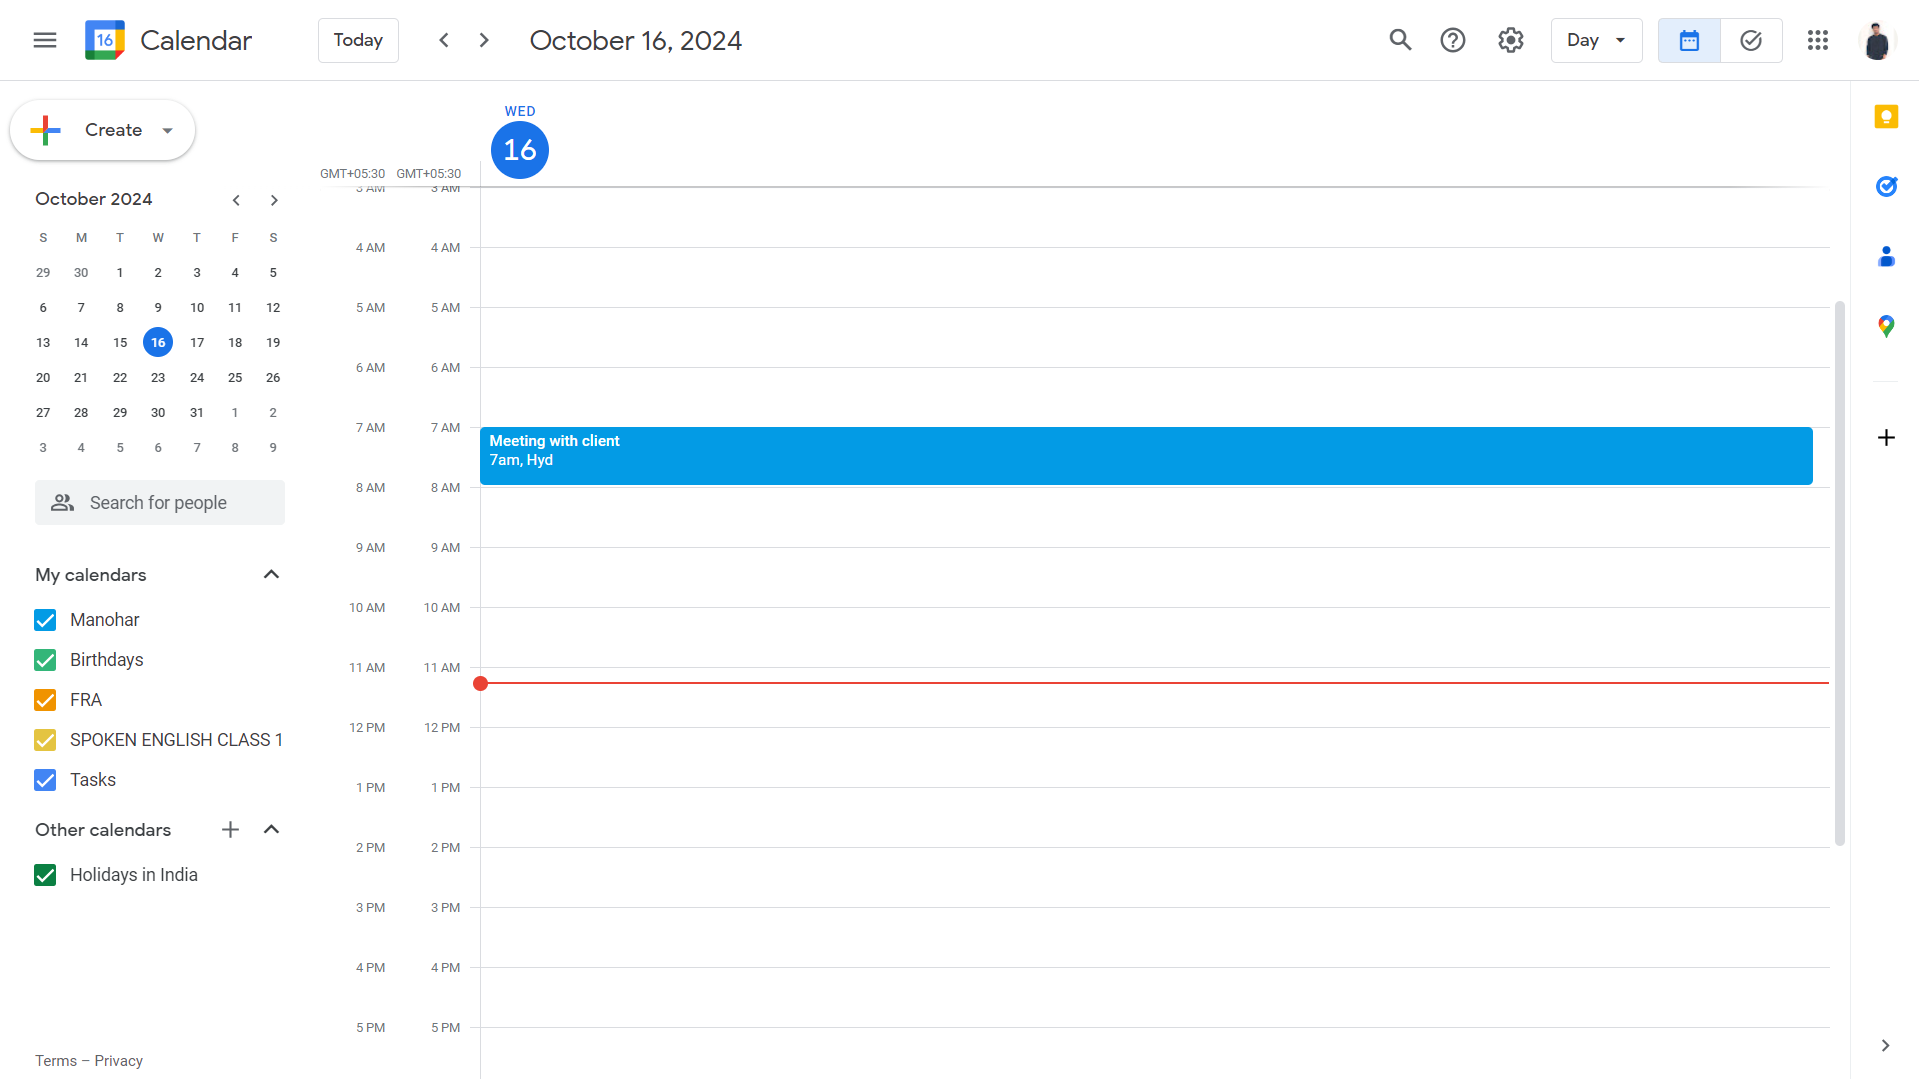 16 Calendar
Today
October 16, 2024
Day
Create
October 2024
S M T W T F S
29 30 1 2 3 4 5
6 7 8 9 10 11 12
13 14 15 16 17 18 19
20 21 22 23 24 25 26
27 28 29 30 31 1 2
3 4 5 6 7 8 9
Search for people
My calendars
Manohar
Birthdays
FRA
SPOKEN ENGLISH CLASS 1
Tasks
Other calendars
Holidays in India
Terms – Privacy
WED
16
GMT+05:30 GMT+05:30
3 AM 3 AM
4 AM 4 AM
5 AM 5 AM
6 AM 6 AM
7 AM 7 AM
Meeting with client
7am, Hyd
8 AM 8 AM
9 AM 9 AM
10 AM 10 AM
11 AM 11 AM
12 PM 12 PM
1 PM 1 PM
2 PM 2 PM
3 PM 3 PM
4 PM 4 PM
5 PM 5 PM